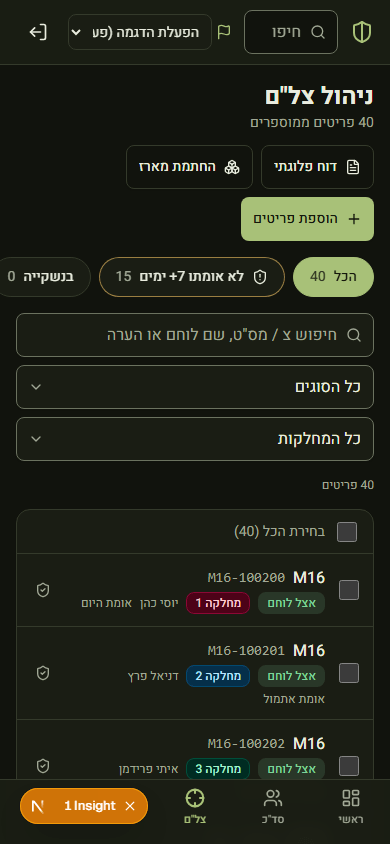 חיפו
הפעלת הדגמה (פע
ניהול צל"ם
40 פריטים ממוספרים
דוח פלוגתי
החתמת מארז
הוספת פריטים
הכל 40
לא אומתו 7+ ימים 15
בנשקייה 0
חיפוש צ / מס"ט, שם לוחם או הערה
כל הסוגים
כל המחלקות
40 פריטים
בחירת הכל (40)
M16 M16-100200
אצל לוחם מחלקה 1 יוסי כהן אומת היום
M16 M16-100201
אצל לוחם מחלקה 2 דניאל פרץ
אומת אתמול
M16 M16-100202
אצל לוחם מחלקה 3 איתי פרידמן
ראשי
סד"כ
צל"ם
N 1 Insight